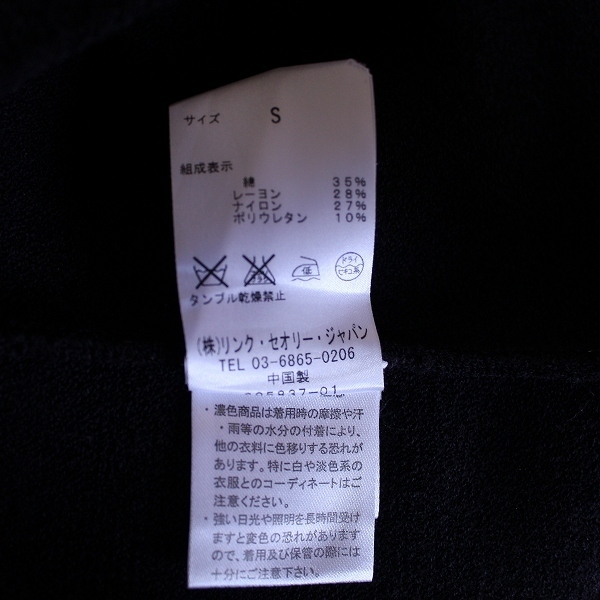 サイズ S
組成表示
綿 35%
レーヨン 28%
ナイロン 27%
ポリウレタン 10%
低
ドライ
セキユ系
タンブル乾燥禁止
(株)リンク・セオリー・ジャパン
TEL 03-6865-0206
中国製
・濃色商品は着用時の摩擦や汗
・雨等の水分の付着により、
他の衣料に色移りする恐れが
あります。特に白や淡色系の
衣服とのコーディネートはご
注意ください。
・強い日光や照明を長時間受け
ますと変色の恐れがあります
ので、着用及び保管の際には
十分にご注意下さい。